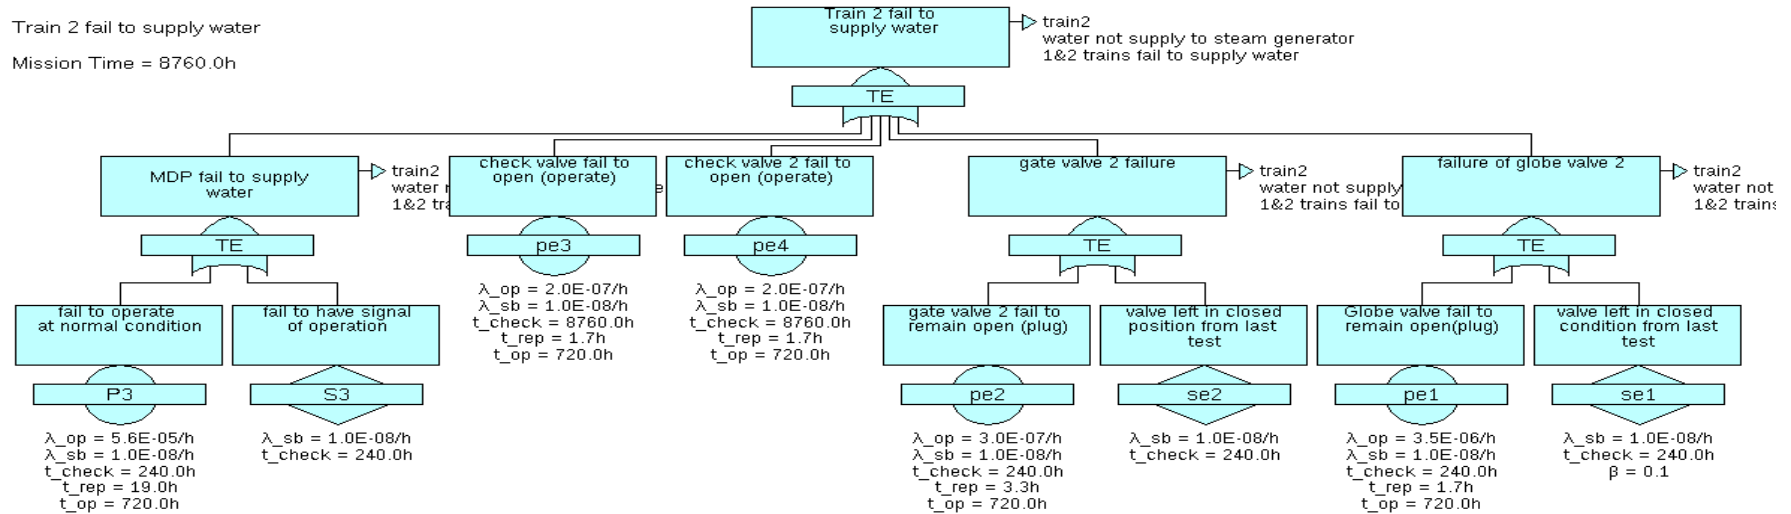 Train 2 fail to supply water
Mission Time = 8760.0h
Train 2 fail to
supply water
train2
water not supply to steam generator
1&2 trains fail to supply water
TE
MDP fail to supply
water
train2
water
1&2
check valve fail to
open (operate)
check valve 2 fail to
open (operate)
gate valve 2 failure
train2
water not supply
1&2 trains fail to
failure of globe valve 2
train2
water not
1&2 trains
TE
pe3
pe4
TE
TE
λ_op = 2.0E-07/h
λ_sb = 1.0E-08/h
t_check = 8760.0h
t_rep = 1.7h
t_op = 720.0h
λ_op = 2.0E-07/h
λ_sb = 1.0E-08/h
t_check = 8760.0h
t_rep = 1.7h
t_op = 720.0h
fail to operate
at normal condition
fail to have signal
of operation
gate valve 2 fail to
remain open (plug)
valve left in closed
position from last
test
Globe valve fail to
remain open(plug)
valve left in closed
condition from last
test
P3
S3
pe2
se2
pe1
se1
λ_op = 5.6E-05/h
λ_sb = 1.0E-08/h
t_check = 240.0h
t_rep = 19.0h
t_op = 720.0h
λ_sb = 1.0E-08/h
t_check = 240.0h
λ_op = 3.0E-07/h
λ_sb = 1.0E-08/h
t_check = 240.0h
t_rep = 3.3h
t_op = 720.0h
λ_sb = 1.0E-08/h
t_check = 240.0h
λ_op = 3.5E-06/h
λ_sb = 1.0E-08/h
t_check = 240.0h
t_rep = 1.7h
t_op = 720.0h
λ_sb = 1.0E-08/h
t_check = 240.0h
β = 0.1